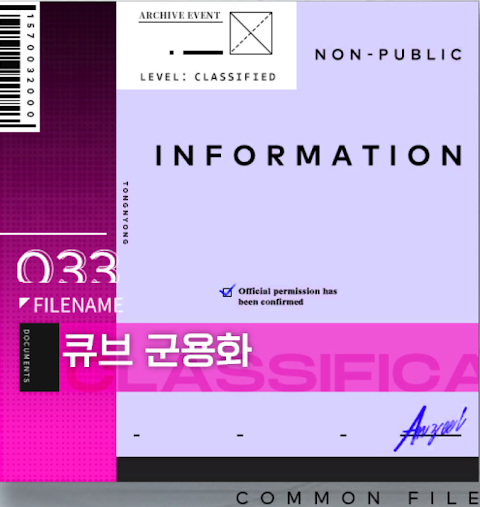 1570032000
ARCHIVE EVENT
LEVEL: CLASSIFIED
NON-PUBLIC
INFORMATION
TONGNYONG
033
FILENAME
Official permission has
been confirmed
DOCUMENTS
큐브 군용화
CLASSIFICA
COMMON FILE